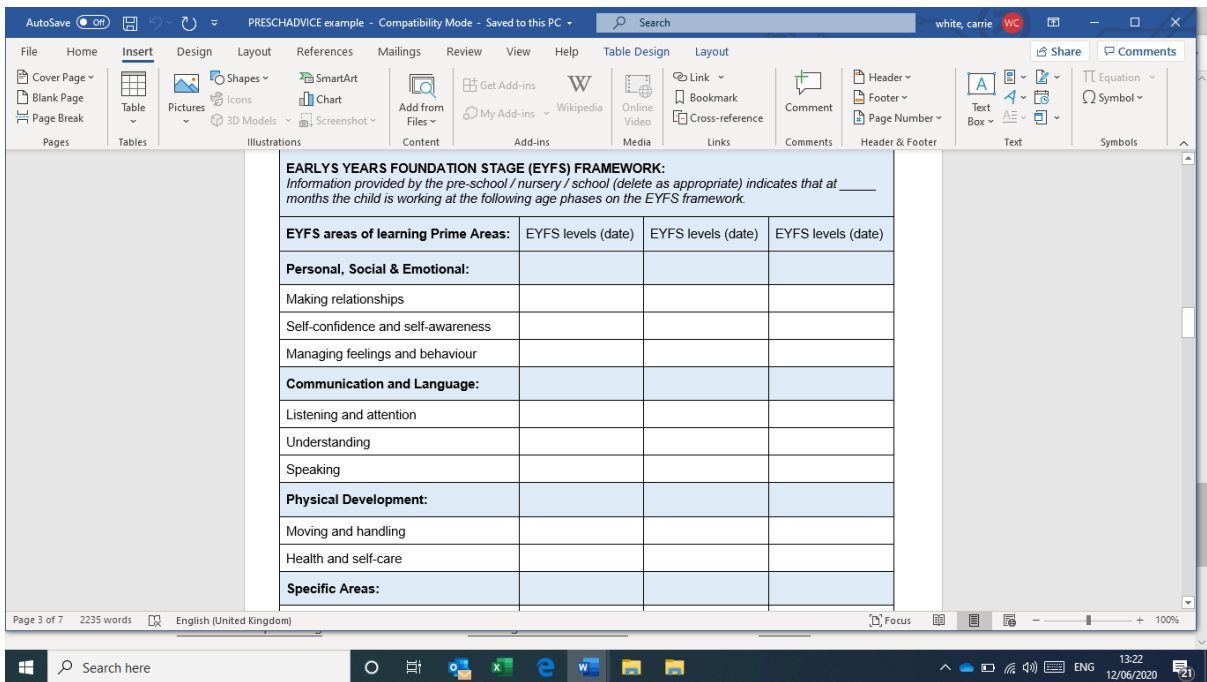 AutoSave Off PRESCHADVICE example - Compatibility Mode - Saved to this PC Search white, carrie WC
File Home Insert Design Layout References Mailings Review View Help Table Design Layout Share Comments
Cover Page
Blank Page
Page Break
Pages
Table
Tables
Pictures
Shapes
Icons
3D Models
SmartArt
Chart
Screenshot
Illustrations
Add from
Files
Content
Get Add-ins
My Add-ins
Wikipedia
Add-ins
Online
Video
Media
Link
Bookmark
Cross-reference
Links
Comment
Comments
Header
Footer
Page Number
Header & Footer
Text
Box
Text
Equation
Symbol
Symbols
EARLYS YEARS FOUNDATION STAGE (EYFS) FRAMEWORK:
Information provided by the pre-school / nursery / school (delete as appropriate) indicates that at _____
months the child is working at the following age phases on the EYFS framework.
EYFS areas of learning Prime Areas: EYFS levels (date) EYFS levels (date) EYFS levels (date)
Personal, Social & Emotional:
Making relationships
Self-confidence and self-awareness
Managing feelings and behaviour
Communication and Language:
Listening and attention
Understanding
Speaking
Physical Development:
Moving and handling
Health and self-care
Specific Areas:
Page 3 of 7 2235 words English (United Kingdom) Focus 100%
Search here ENG 13:22
12/06/2020 21